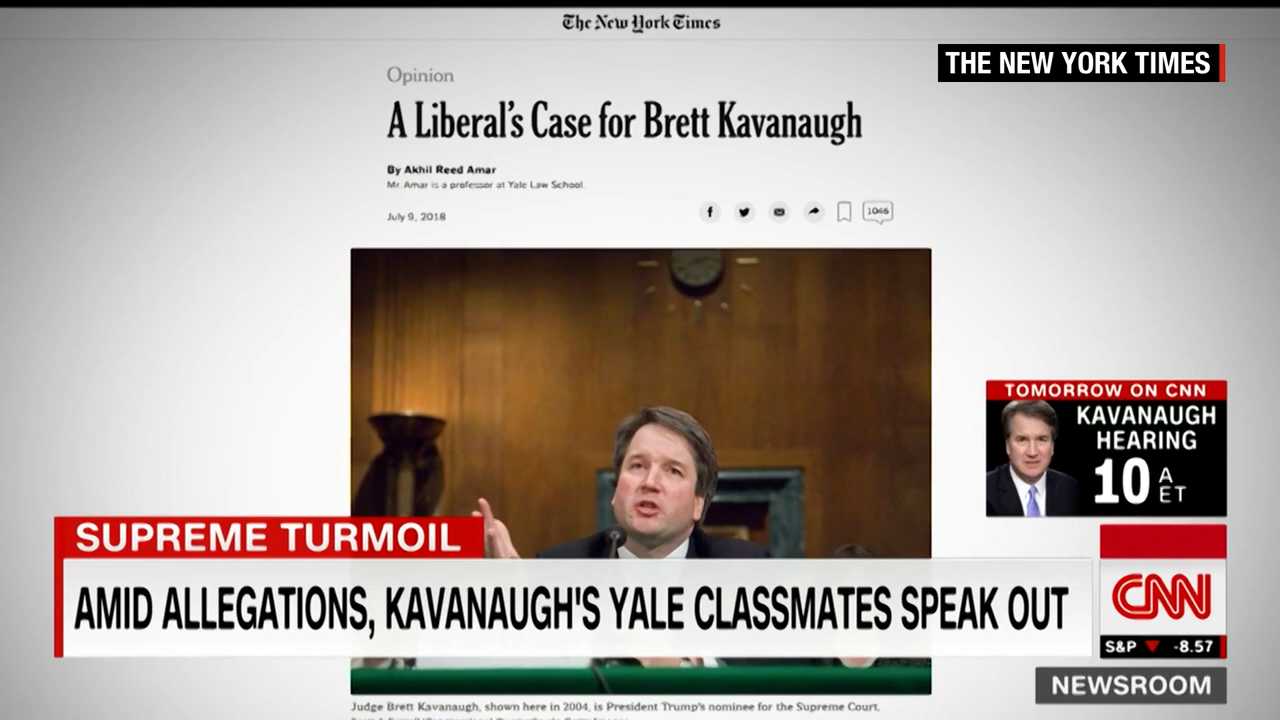 The New York Times
THE NEW YORK TIMES
Opinion
A Liberal's Case for Brett Kavanaugh
By Akhil Reed Amar
Mr. Amar is a professor at Yale Law School.
July 9, 2018
1046
TOMORROW ON CNN
KAVANAUGH
HEARING
10 A ET
SUPREME TURMOIL
AMID ALLEGATIONS, KAVANAUGH'S YALE CLASSMATES SPEAK OUT
CNN
S&P ▼ -8.57
NEWSROOM
Judge Brett Kavanaugh, shown here in 2004, is President Trump's nominee for the Supreme Court.